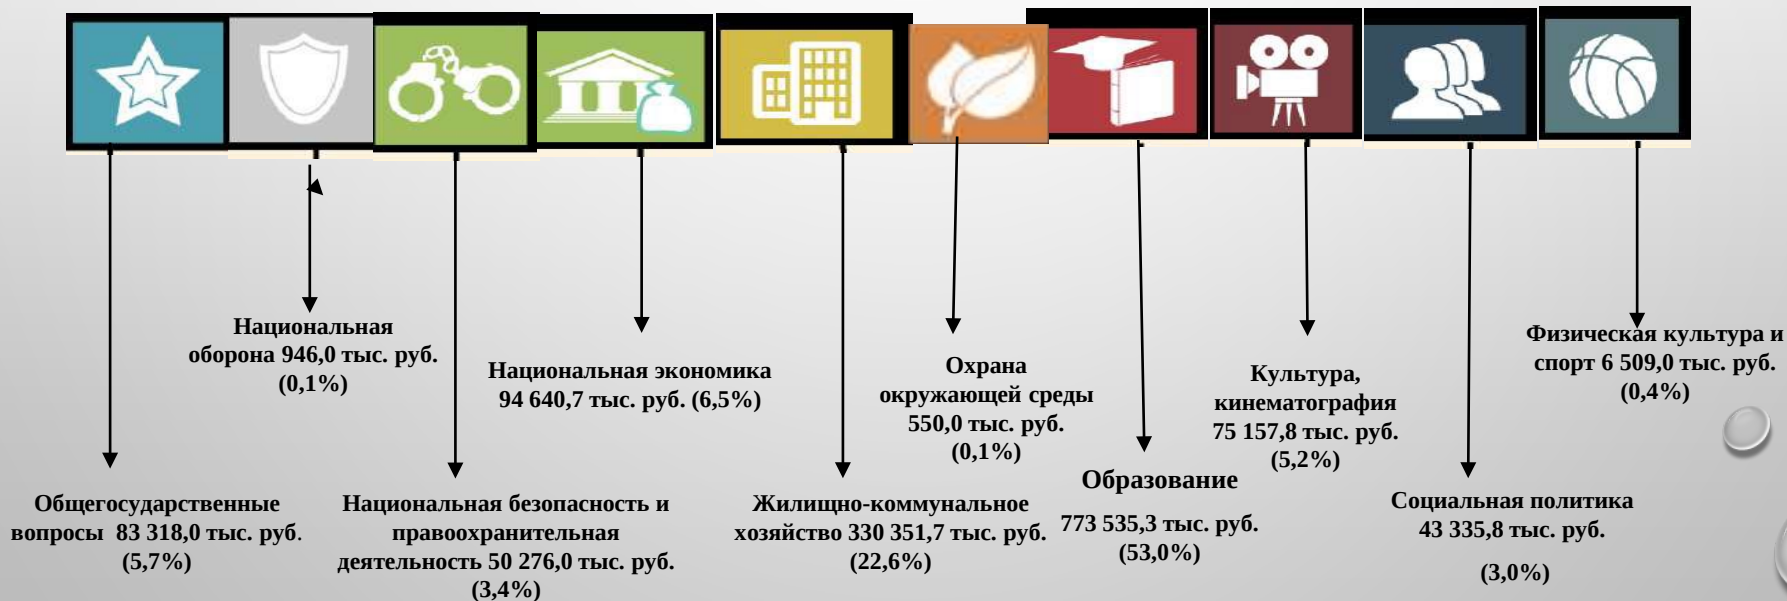 Общегосударственные
вопросы 83 318,0 тыс. руб.
(5,7%)
Национальная
оборона 946,0 тыс. руб.
(0,1%)
Национальная безопасность и
правоохранительная
деятельность 50 276,0 тыс. руб.
(3,4%)
Национальная экономика
94 640,7 тыс. руб. (6,5%)
Жилищно-коммунальное
хозяйство 330 351,7 тыс. руб.
(22,6%)
Охрана
окружающей среды
550,0 тыс. руб.
(0,1%)
Образование
773 535,3 тыс. руб.
(53,0%)
Культура,
кинематография
75 157,8 тыс. руб.
(5,2%)
Социальная политика
43 335,8 тыс. руб.
(3,0%)
Физическая культура и
спорт 6 509,0 тыс. руб.
(0,4%)